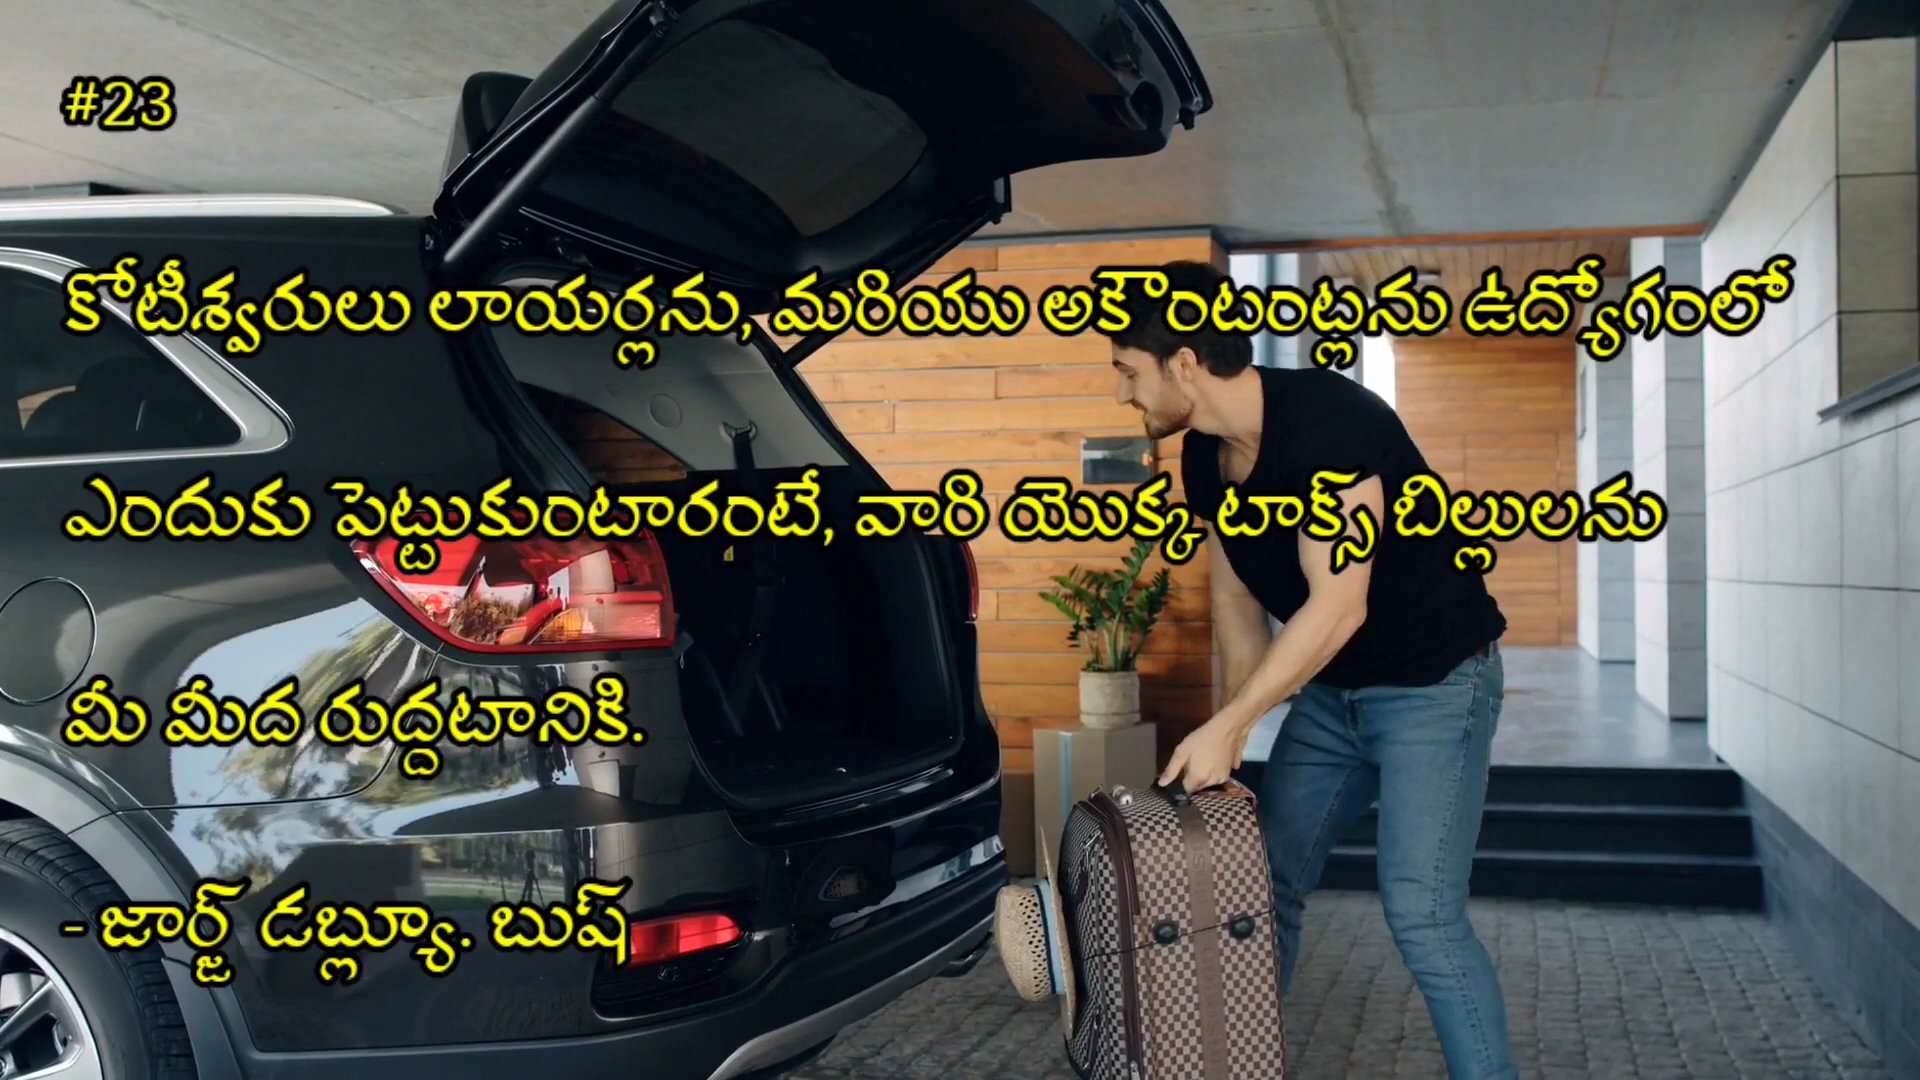 #23
కోటీశ్వరులు లాయర్లను, మరియు అకౌంటంట్లను ఉద్యోగంలో
ఎందుకు పెట్టుకుంటారంటే, వారి యొక్క టాక్స్ బిల్లులను
మీ మీద రుద్దటానికి.
- జార్జ్ డబ్ల్యూ. బుష్